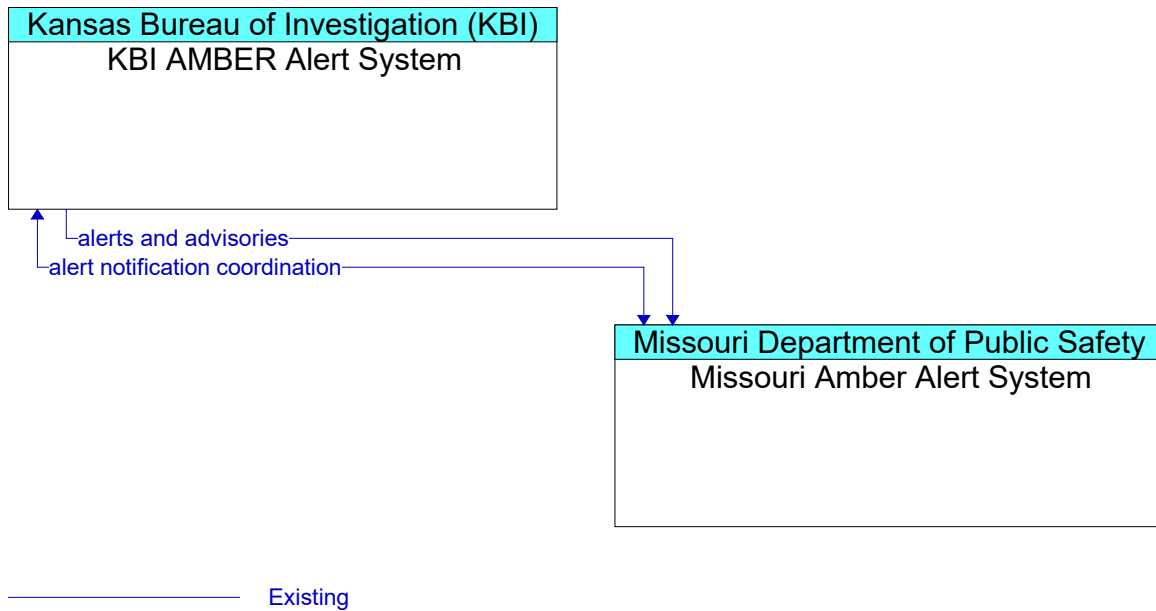 Kansas Bureau of Investigation (KBI)
KBI AMBER Alert System
alerts and advisories
alert notification coordination
Missouri Department of Public Safety
Missouri Amber Alert System
Existing